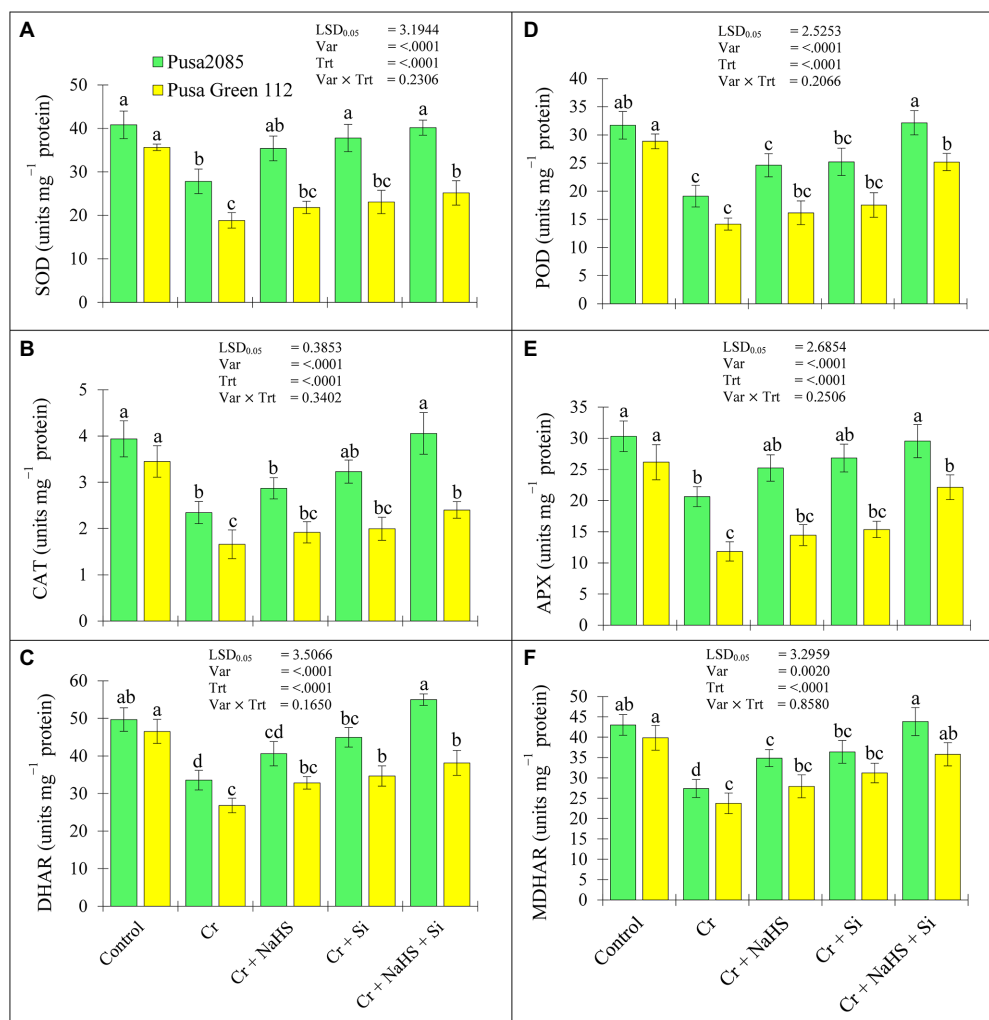 A
LSD0.05 = 3.1944
Var = <.0001
Trt = <.0001
Var × Trt = 0.2306
Pusa2085
Pusa Green 112
SOD (units mg−1 protein)
50
40
30
20
10
0
a a b c ab bc a bc a b
D
LSD0.05 = 2.5253
Var = <.0001
Trt = <.0001
Var × Trt = 0.2066
POD (units mg−1 protein)
40
35
30
25
20
15
10
5
0
ab a c c c bc bc bc a b
B
LSD0.05 = 0.3853
Var = <.0001
Trt = <.0001
Var × Trt = 0.3402
CAT (units mg−1 protein)
5
4
3
2
1
0
a a b c b bc ab bc a b
E
LSD0.05 = 2.6854
Var = <.0001
Trt = <.0001
Var × Trt = 0.2506
APX (units mg−1 protein)
35
30
25
20
15
10
5
0
a a b c ab bc ab bc a b
C
LSD0.05 = 3.5066
Var = <.0001
Trt = <.0001
Var × Trt = 0.1650
DHAR (units mg−1 protein)
60
50
40
30
20
10
0
ab a d c cd bc bc b a b
Control
Cr
Cr + NaHS
Cr + Si
Cr + NaHS + Si
F
LSD0.05 = 3.2959
Var = 0.0020
Trt = <.0001
Var × Trt = 0.8580
MDHAR (units mg−1 protein)
50
45
40
35
30
25
20
15
10
5
0
ab a d c c bc bc bc a ab
Control
Cr
Cr + NaHS
Cr + Si
Cr + NaHS + Si